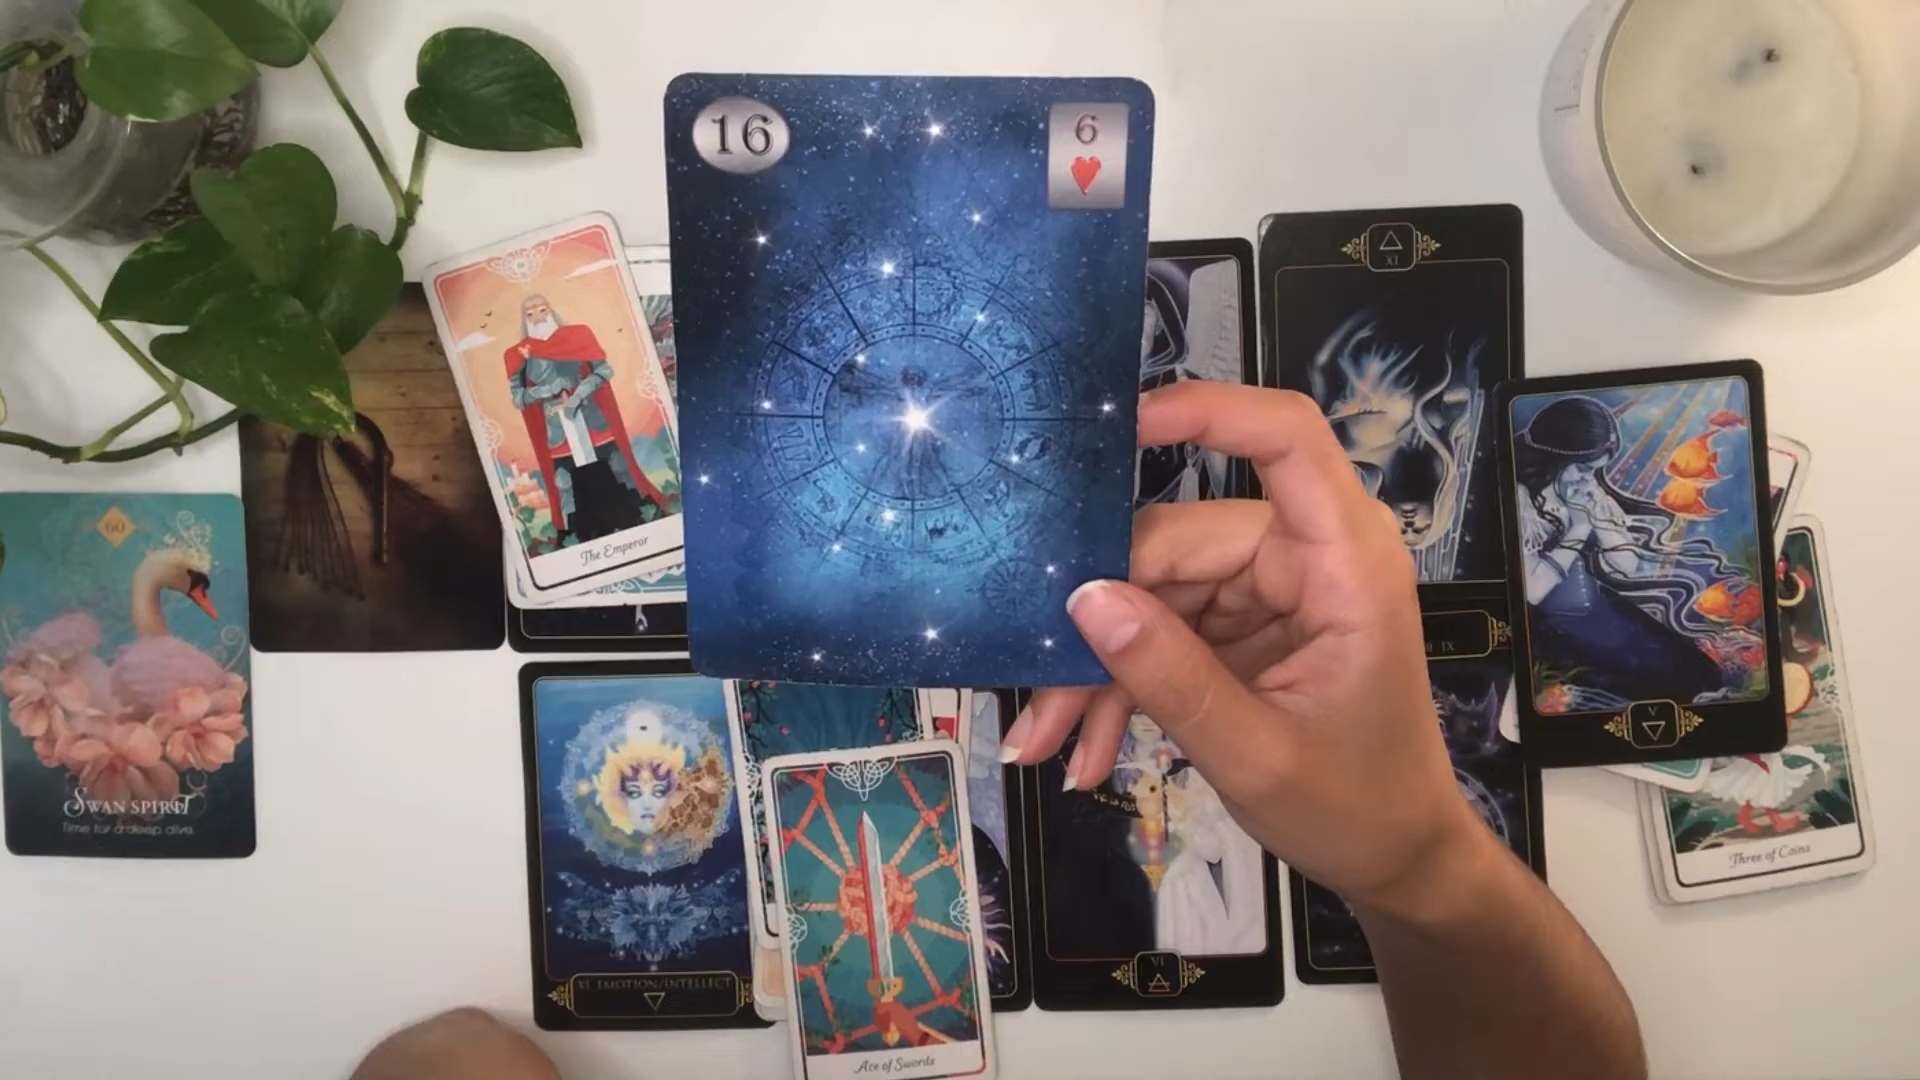 16
6
XI
60
The Emperor
SWAN SPIRIT
Time for a deep dive.
IX
V
Three of Coins
VI
XI EMOTION/INTELLECT
Ace of Swords